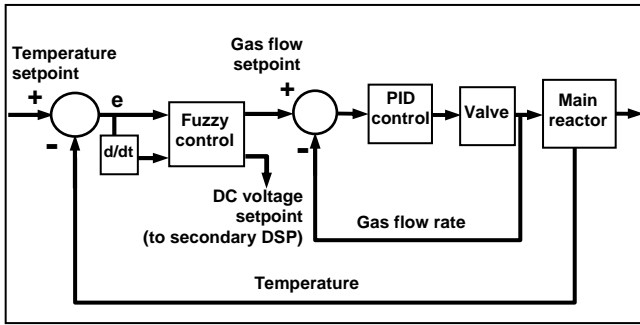 Temperature
setpoint
+
-
e
d/dt
Fuzzy
control
Gas flow
setpoint
DC voltage
setpoint
(to secondary DSP)
+
-
PID
control
Valve
Main
reactor
Gas flow rate
Temperature